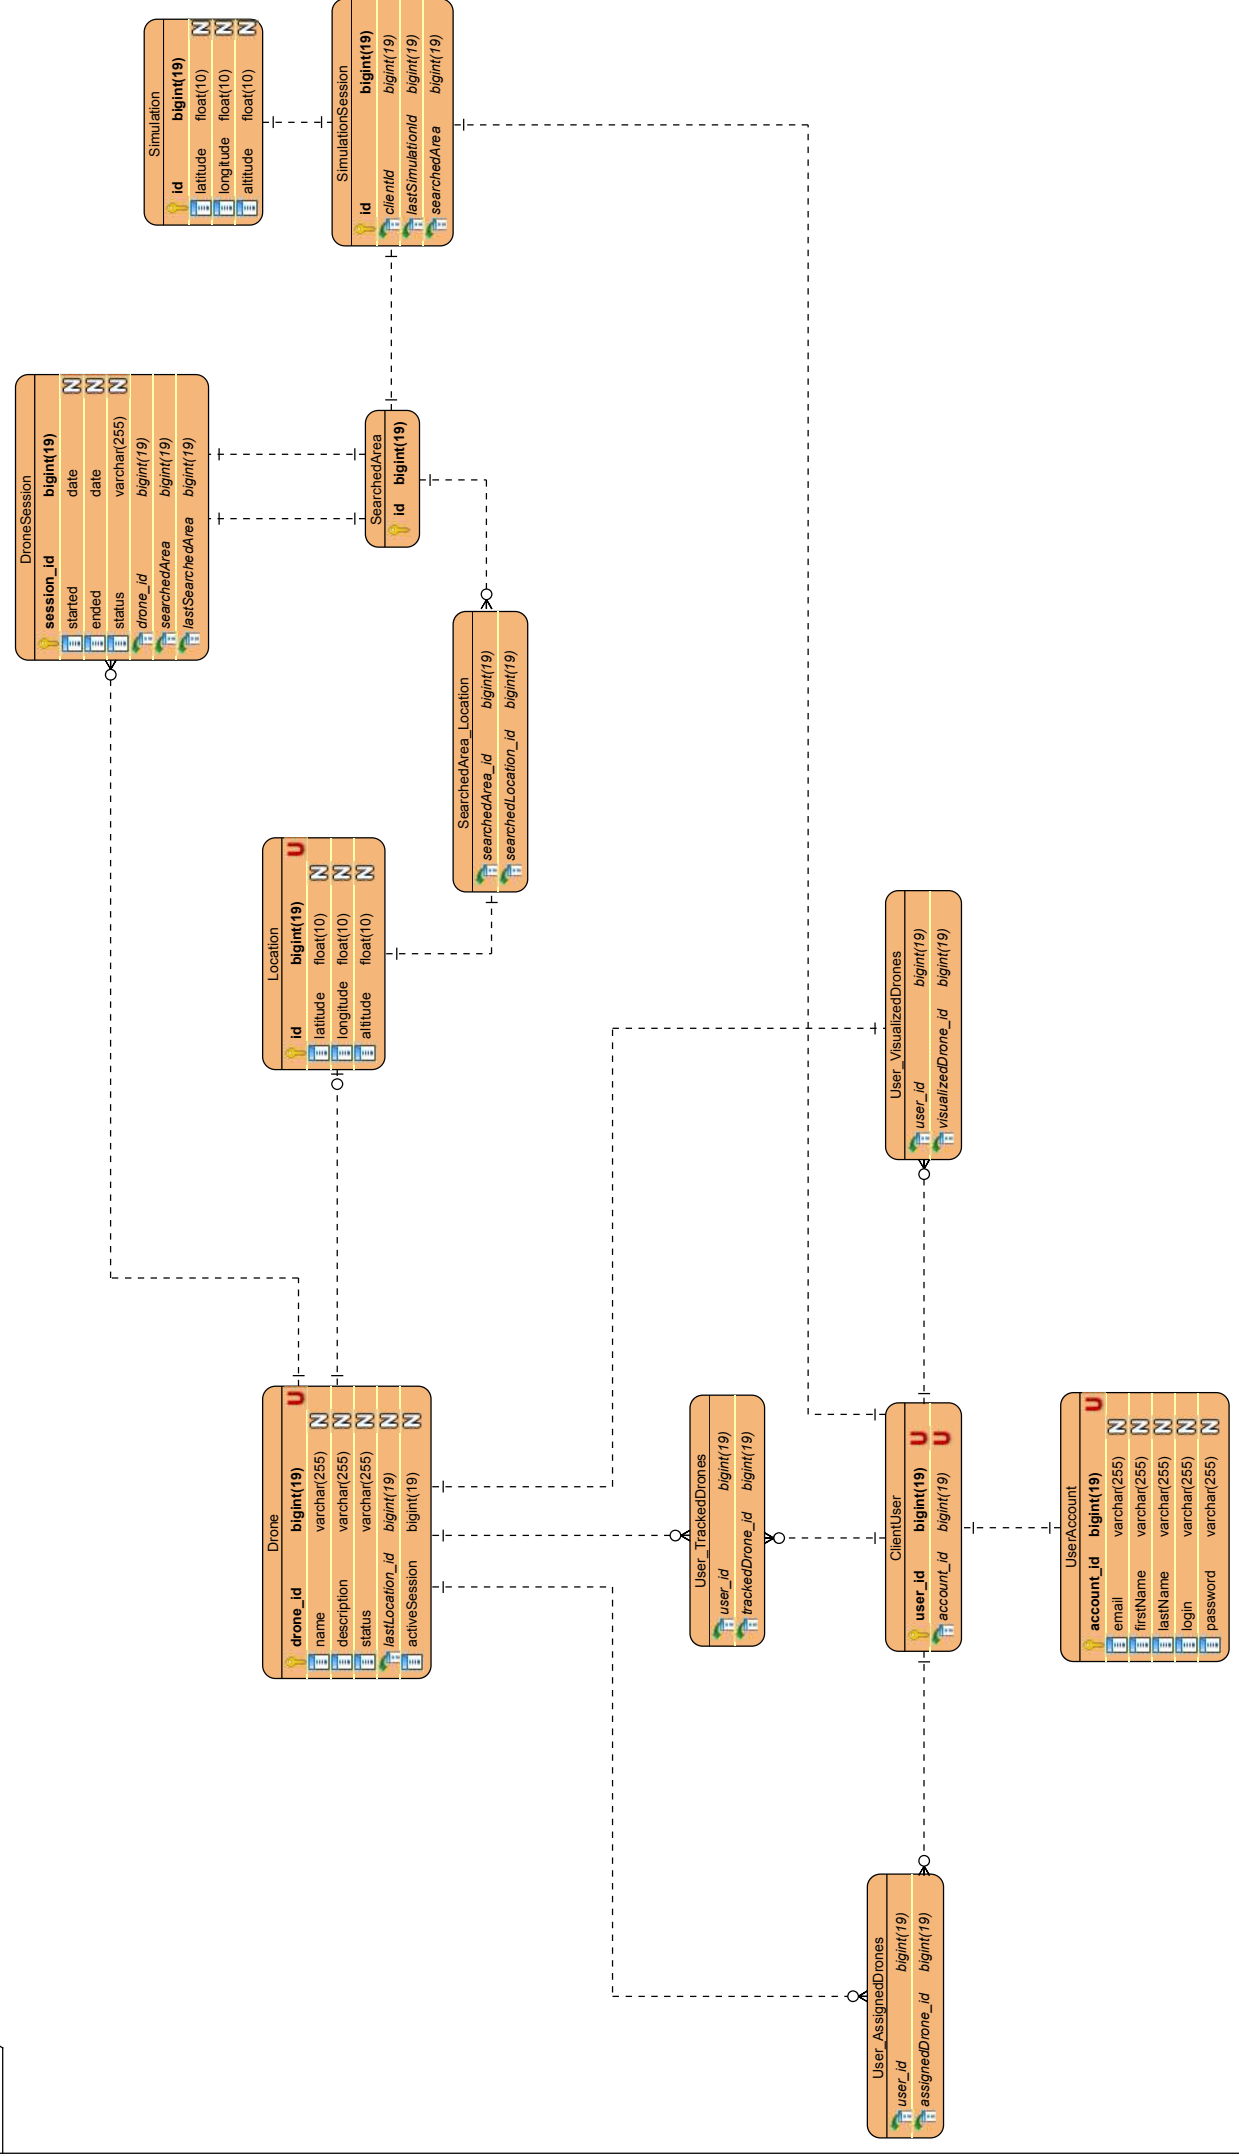 Simulation
id bigint(19)
latitude float(10) N
longitude float(10) N
altitude float(10) N
SimulationSession
id bigint(19)
clientId bigint(19)
lastSimulationId bigint(19)
searchedArea bigint(19)
DroneSession
session_id bigint(19)
started date N
ended date N
status varchar(255) N
drone_id bigint(19)
searchedArea bigint(19)
lastSearchedArea bigint(19)
SearchedArea
id bigint(19)
SearchedArea_Location
searchedArea_id bigint(19)
searchedLocation_id bigint(19)
Location
id bigint(19) U
latitude float(10) N
longitude float(10) N
altitude float(10) N
Drone
drone_id bigint(19) U
name varchar(255) N
description varchar(255) N
status varchar(255) N
lastLocation_id bigint(19) N
activeSession bigint(19) N
User_VisualizedDrones
user_id bigint(19)
visualizedDrone_id bigint(19)
User_TrackedDrones
user_id bigint(19)
trackedDrone_id bigint(19)
ClientUser
user_id bigint(19) U
account_id bigint(19) U
UserAccount
account_id bigint(19) U
email varchar(255) N
firstName varchar(255) N
lastName varchar(255) N
login varchar(255) N
password varchar(255) N
User_AssignedDrones
user_id bigint(19)
assignedDrone_id bigint(19)